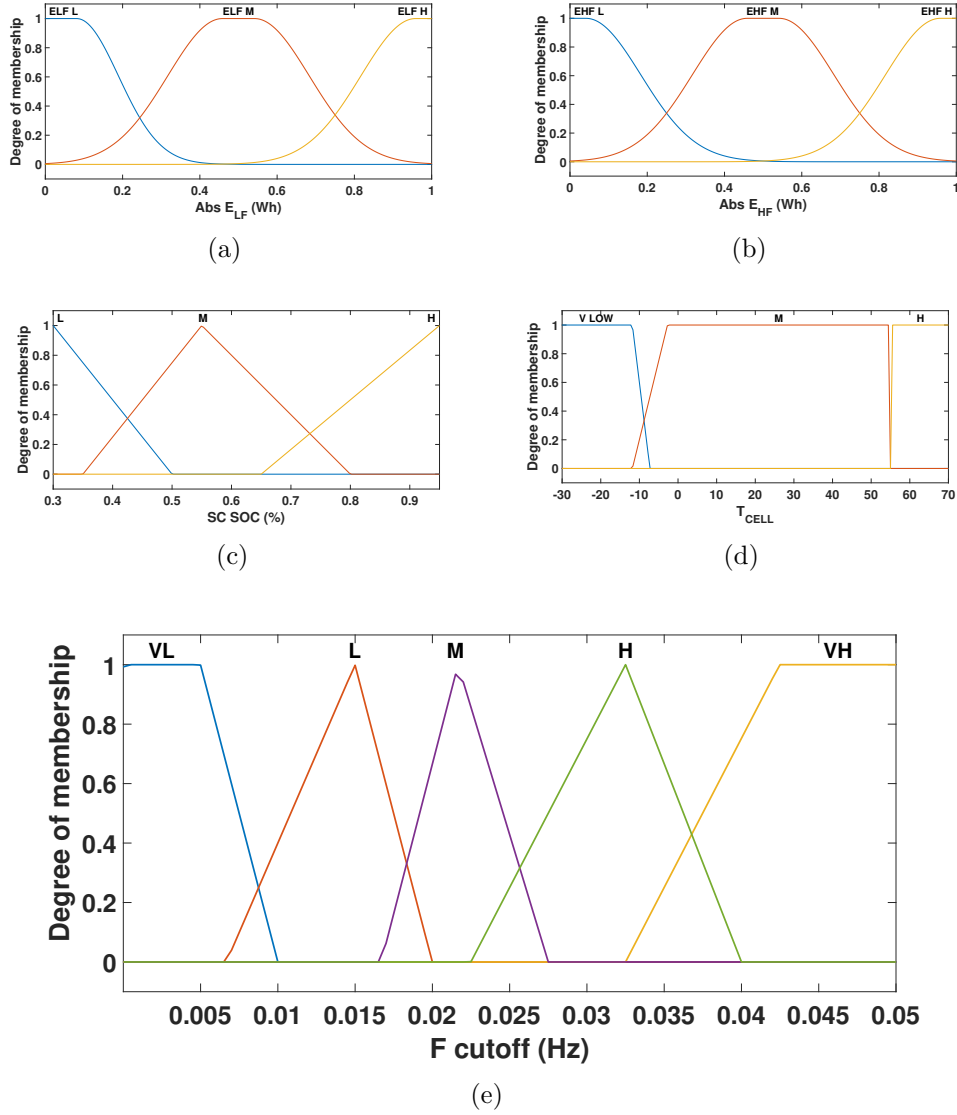 ELF L ELF M ELF H
Degree of membership
1
0.8
0.6
0.4
0.2
0
0 0.2 0.4 0.6 0.8 1
Abs E_LF (Wh)
(a)
EHF L EHF M EHF H
Degree of membership
1
0.8
0.6
0.4
0.2
0
0 0.2 0.4 0.6 0.8 1
Abs E_HF (Wh)
(b)
L M H
Degree of membership
1
0.8
0.6
0.4
0.2
0
0.3 0.4 0.5 0.6 0.7 0.8 0.9
SC SOC (%)
(c)
V LOW M H
Degree of membership
1
0.8
0.6
0.4
0.2
0
-30 -20 -10 0 10 20 30 40 50 60 70
T_CELL
(d)
VL L M H VH
Degree of membership
1
0.8
0.6
0.4
0.2
0
0.005 0.01 0.015 0.02 0.025 0.03 0.035 0.04 0.045 0.05
F cutoff (Hz)
(e)